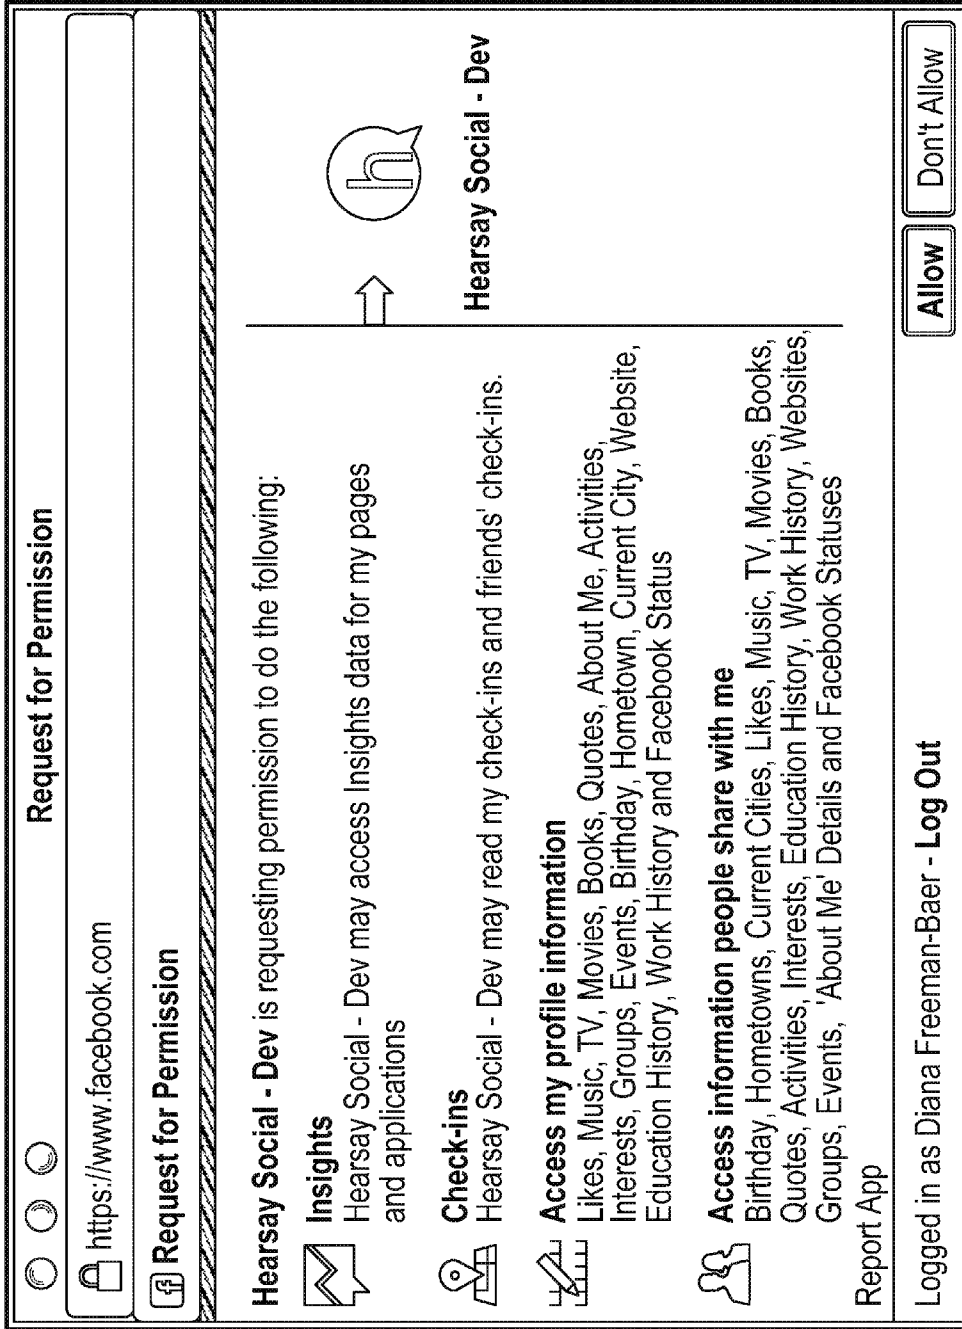 Request for Permission
https://www.facebook.com
f Request for Permission
Hearsay Social - Dev is requesting permission to do the following:
Insights
Hearsay Social - Dev may access Insights data for my pages
and applications
Check-ins
Hearsay Social - Dev may read my check-ins and friends' check-ins.
Access my profile information
Likes, Music, TV, Movies, Books, Quotes, About Me, Activities,
Interests, Groups, Events, Birthday, Hometown, Current City, Website,
Education History, Work History and Facebook Status
Access information people share with me
Birthday, Hometowns, Current Cities, Likes, Music, TV, Movies, Books,
Quotes, Activities, Interests, Education History, Work History, Websites,
Groups, Events, 'About Me' Details and Facebook Statuses
Report App
h
Hearsay Social - Dev
Logged in as Diana Freeman-Baer - Log Out
Allow
Don't Allow